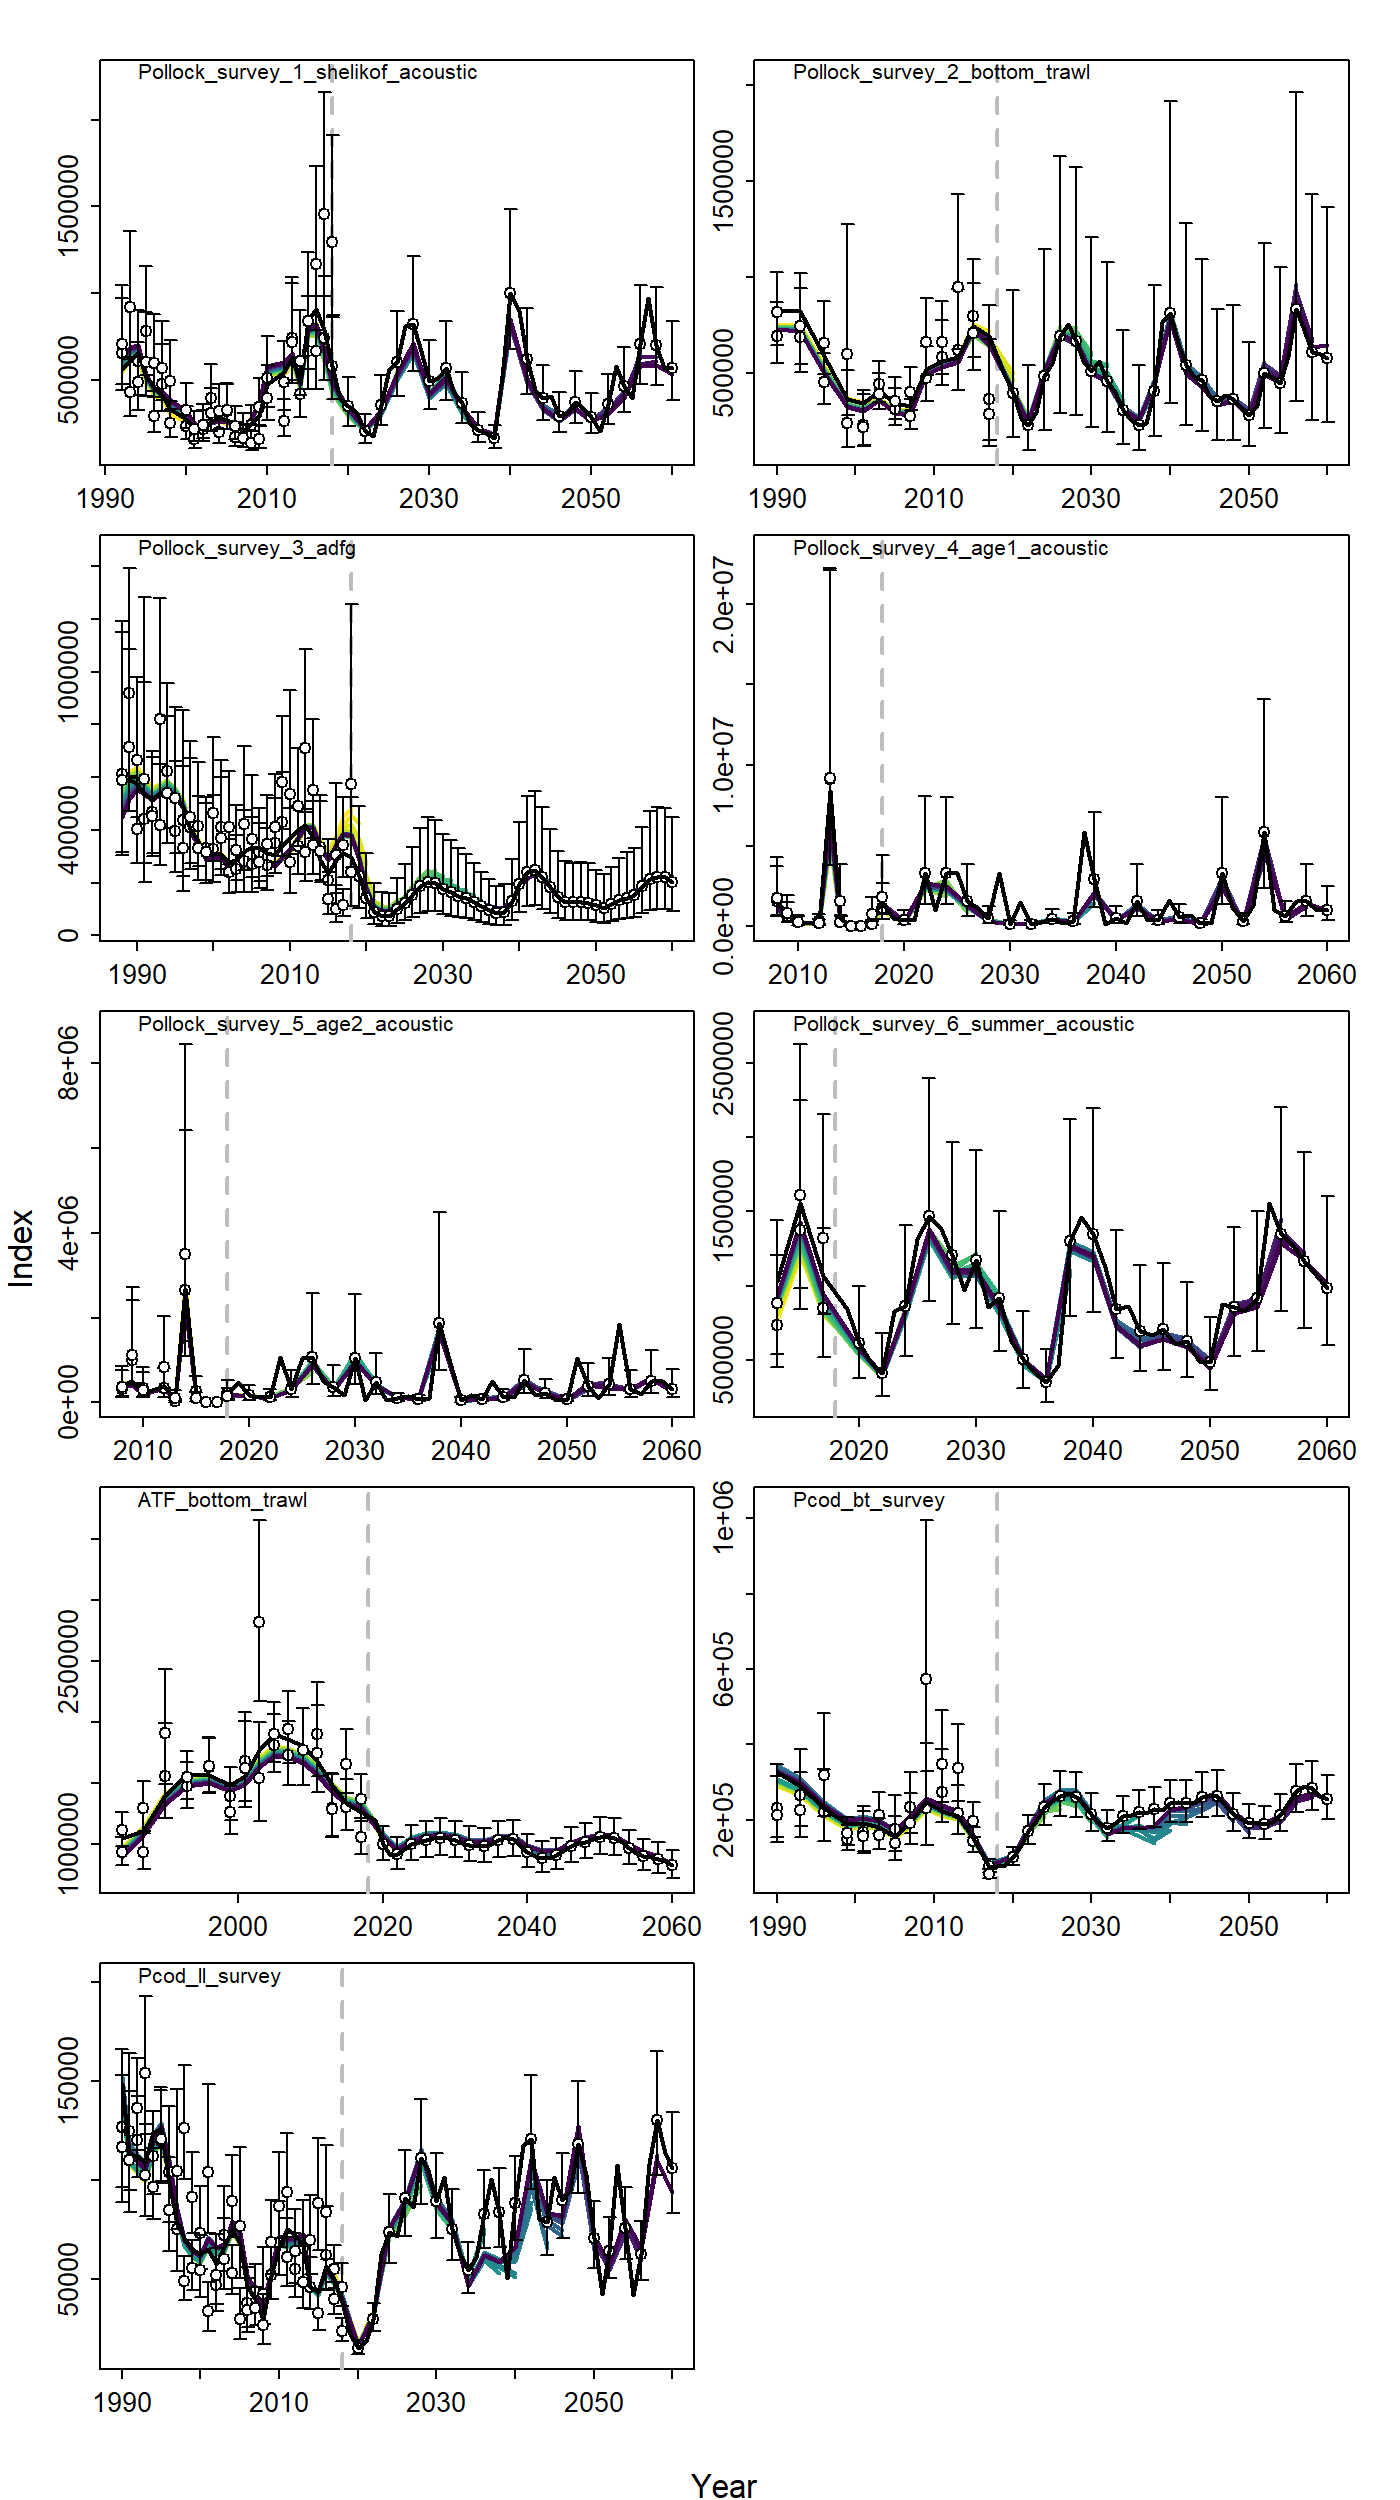 Pollock_survey_1_shelikof_acoustic
500000 1500000
1990 2010 2030 2050
Pollock_survey_2_bottom_trawl
500000 1500000
1990 2010 2030 2050
Pollock_survey_3_adfg
0 400000 1000000
1990 2010 2030 2050
Pollock_survey_4_age1_acoustic
0.0e+00 1.0e+07 2.0e+07
2010 2020 2030 2040 2050 2060
Pollock_survey_5_age2_acoustic
0e+00 4e+06 8e+06
2010 2020 2030 2040 2050 2060
Pollock_survey_6_summer_acoustic
500000 1500000 2500000
2020 2030 2040 2050 2060
ATF_bottom_trawl
1000000 2500000
2000 2020 2040 2060
Pcod_bt_survey
2e+05 6e+05 1e+06
1990 2010 2030 2050
Pcod_ll_survey
50000 150000
1990 2010 2030 2050
Index
Year